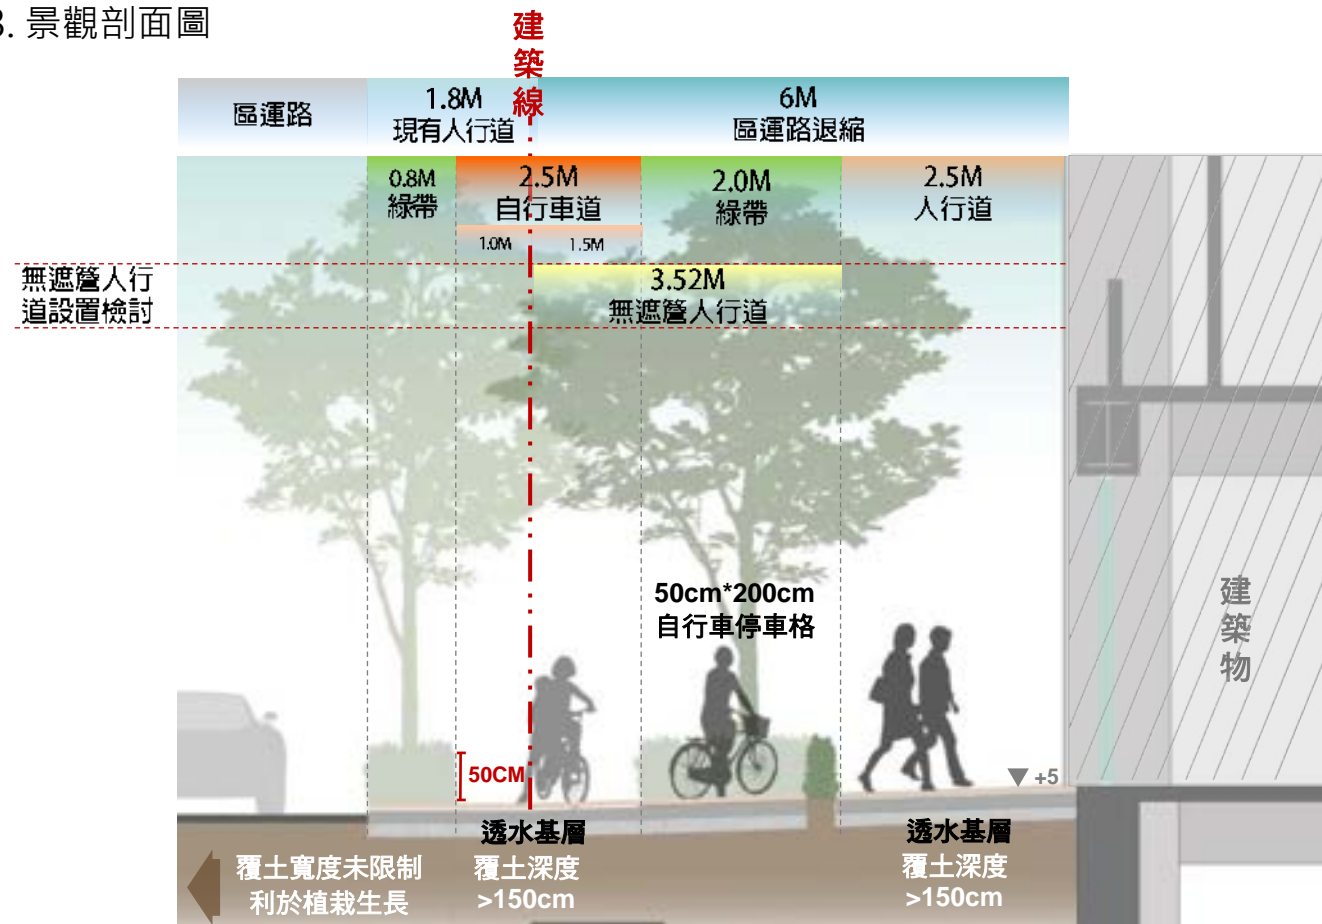 3. 景觀剖面圖
建
築
線
區運路
1.8M
現有人行道
6M
區運路退縮
0.8M
綠帶
2.5M
自行車道
1.0M
1.5M
2.0M
綠帶
2.5M
人行道
無遮簷人行
道設置檢討
3.52M
無遮簷人行道
50cm*200cm
自行車停車格
建
築
物
50CM
+5
透水基層
覆土深度
>150cm
透水基層
覆土深度
>150cm
覆土寬度未限制
利於植栽生長